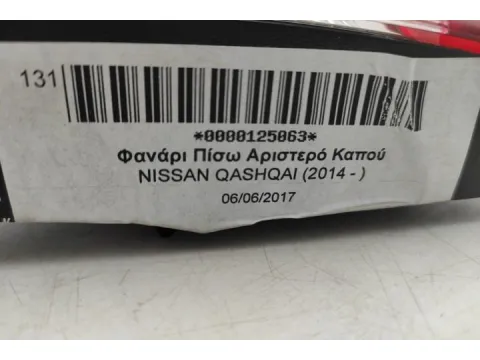 131
*0000125063*
Φανάρι Πίσω Αριστερό Καπού
NISSAN QASHQAI (2014 - )
06/06/2017